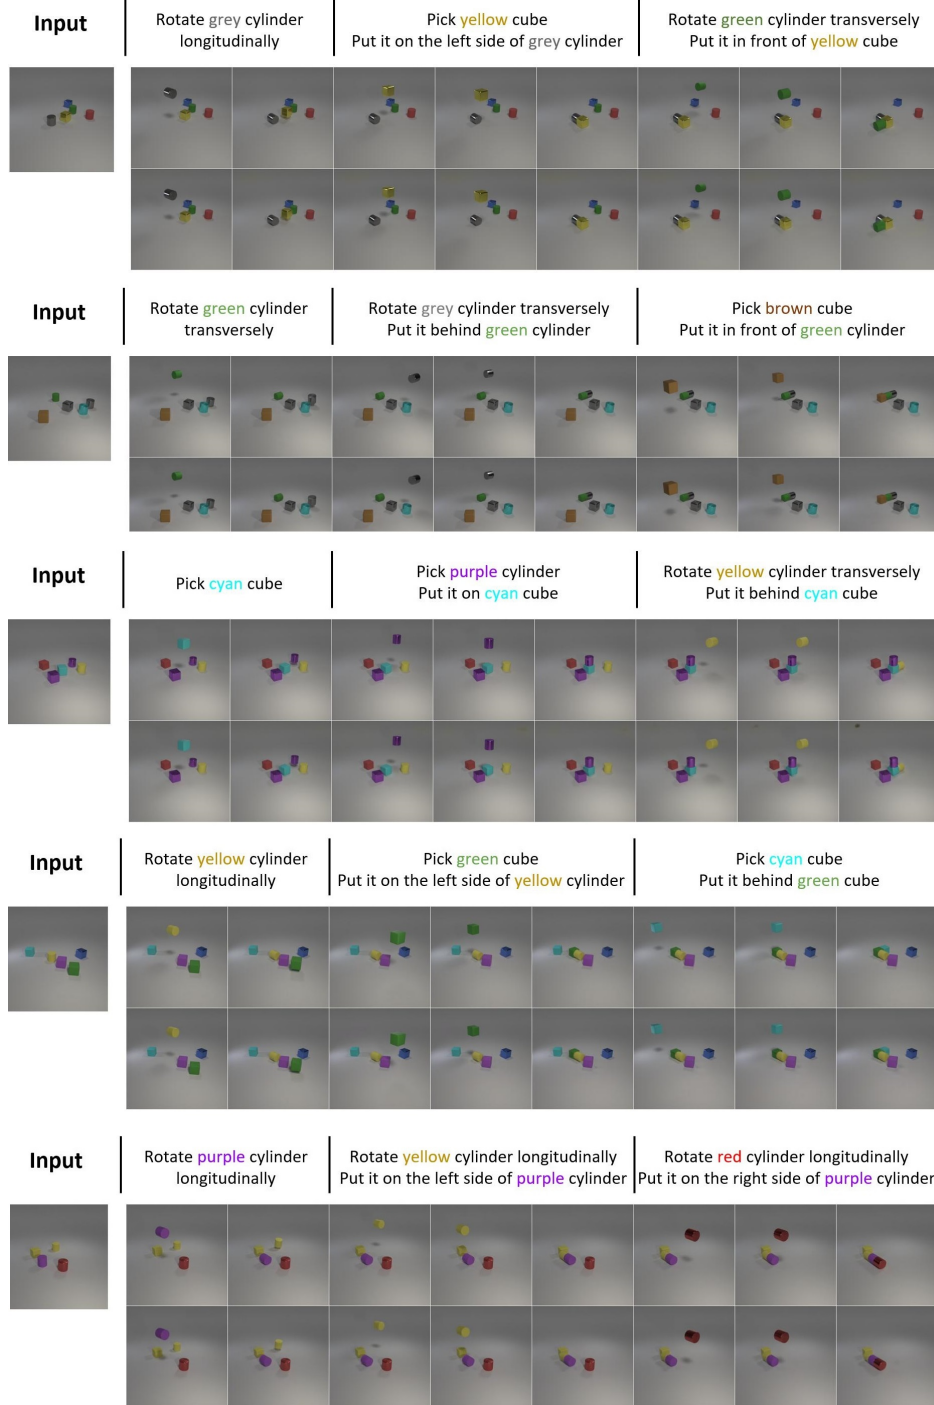 Input
Rotate grey cylinder
longitudinally
Pick yellow cube
Put it on the left side of grey cylinder
Rotate green cylinder transversely
Put it in front of yellow cube
Input
Rotate green cylinder
transversely
Rotate grey cylinder transversely
Put it behind green cylinder
Pick brown cube
Put it in front of green cylinder
Input
Pick cyan cube
Pick purple cylinder
Put it on cyan cube
Rotate yellow cylinder transversely
Put it behind cyan cube
Input
Rotate yellow cylinder
longitudinally
Pick green cube
Put it on the left side of yellow cylinder
Pick cyan cube
Put it behind green cube
Input
Rotate purple cylinder
longitudinally
Rotate yellow cylinder longitudinally
Put it on the left side of purple cylinder
Rotate red cylinder longitudinally
Put it on the right side of purple cylinder